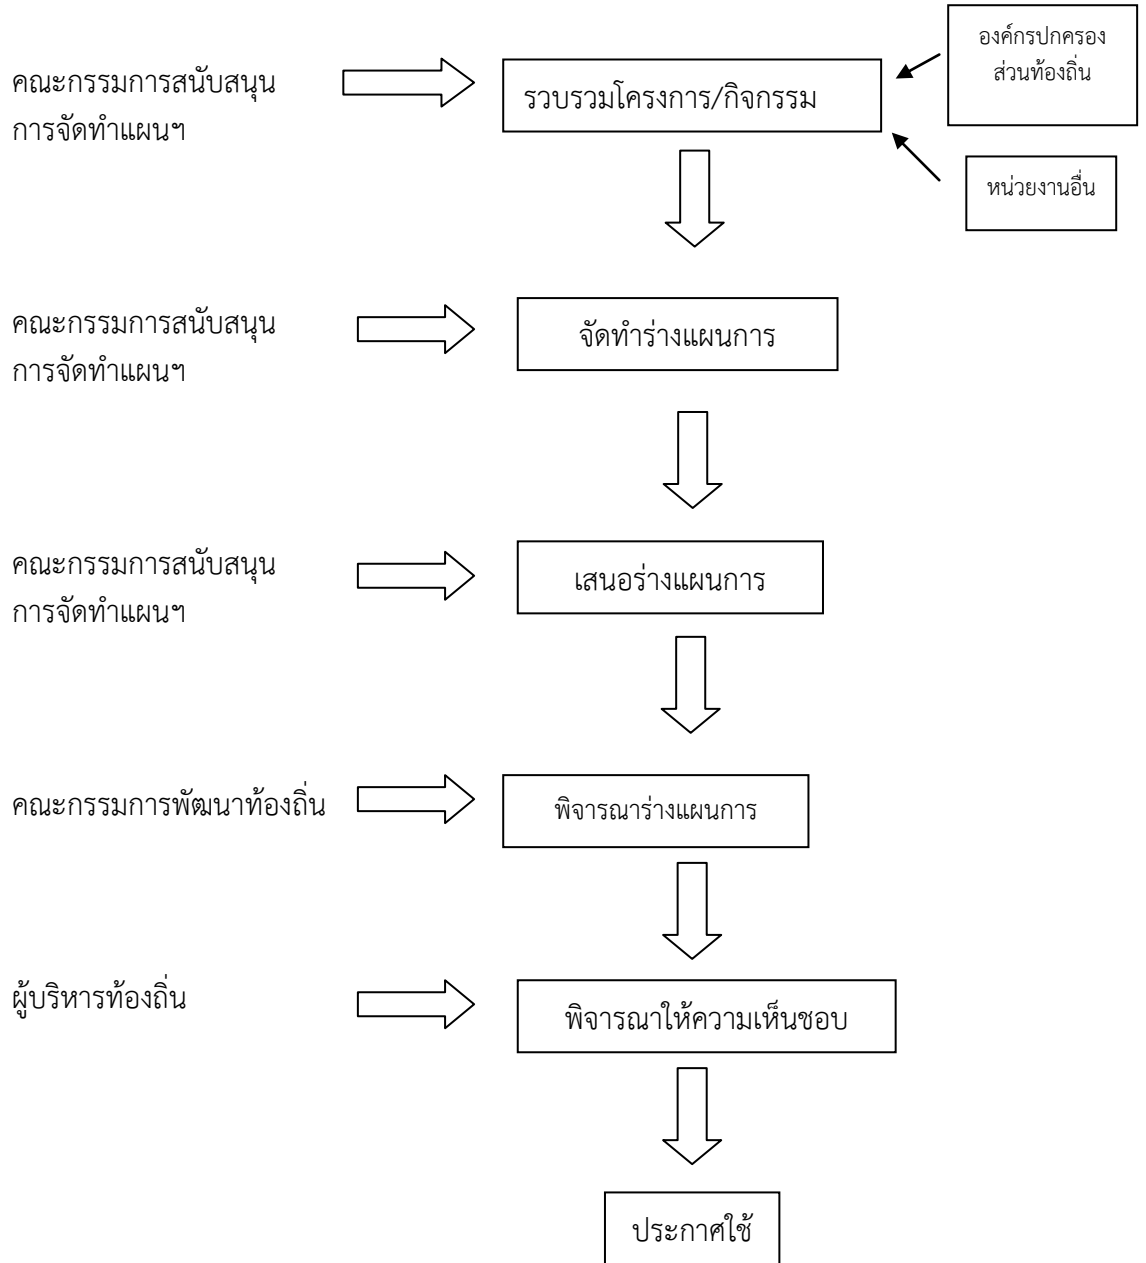 องค์กรปกครอง
ส่วนท้องถิ่น
คณะกรรมการสนับสนุน
การจัดทำแผนฯ
รวบรวมโครงการ/กิจกรรม
หน่วยงานอื่น
คณะกรรมการสนับสนุน
การจัดทำแผนฯ
จัดทำร่างแผนการ
คณะกรรมการสนับสนุน
การจัดทำแผนฯ
เสนอร่างแผนการ
คณะกรรมการพัฒนาท้องถิ่น
พิจารณาร่างแผนการ
ผู้บริหารท้องถิ่น
พิจารณาให้ความเห็นชอบ
ประกาศใช้